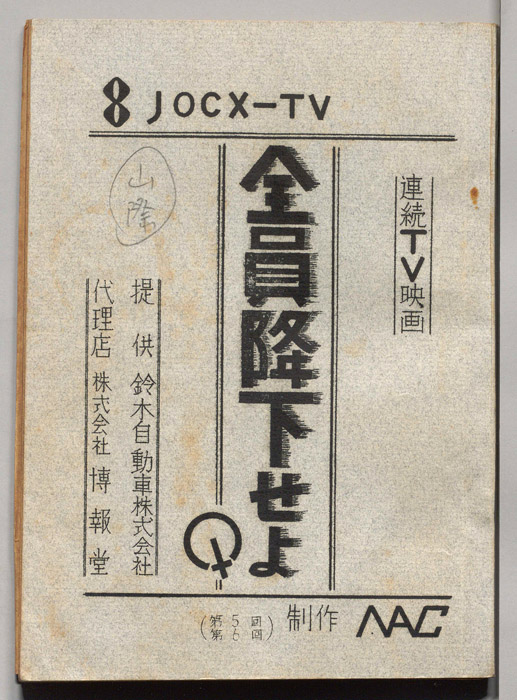 8 JOCX-TV
連続TV映画
全員降下せよ
山際
提供 鈴木自動車株式会社
代理店 株式会社 博報堂
(第5回
第6回)
制作 NAC